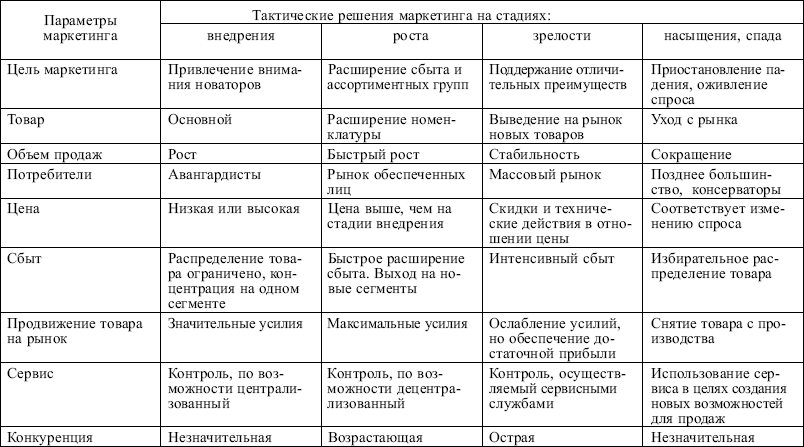 Параметры маркетинга
Тактические решения маркетинга на стадиях:
внедрения
роста
зрелости
насыщения, спада
Цель маркетинга
Привлечение внима-
ния новаторов
Расширение сбыта и
ассортиментных групп
Поддержание отличи-
тельных преимуществ
Приостановление па-
дения, оживление
спроса
Товар
Основной
Расширение номен-
клатуры
Выведение на рынок
новых товаров
Уход с рынка
Объем продаж
Рост
Быстрый рост
Стабильность
Сокращение
Потребители
Авангардисты
Рынок обеспеченных
лиц
Массовый рынок
Позднее большин-
ство, консерваторы
Цена
Низкая или высокая
Цена выше, чем на
стадии внедрения
Скидки и техниче-
ские действия в отно-
шении цены
Соответствует изме-
нению спроса
Сбыт
Распределение това-
ра ограничено, кон-
центрация на одном
сегменте
Быстрое расширение
сбыта. Выход на но-
вые сегменты
Интенсивный сбыт
Избирательное рас-
пределение товара
Продвижение товара
на рынок
Значительные усилия
Максимальные усилия
Ослабление усилий,
но обеспечение до-
статочной прибыли
Снятие товара с про-
изводства
Сервис
Контроль, по воз-
можности централи-
зованный
Контроль, по воз-
можности децентра-
лизованный
Контроль, осуществ-
ляемый сервисными
службами
Использование сер-
виса в целях создания
новых возможностей
для продаж
Конкуренция
Незначительная
Возрастающая
Острая
Незначительная